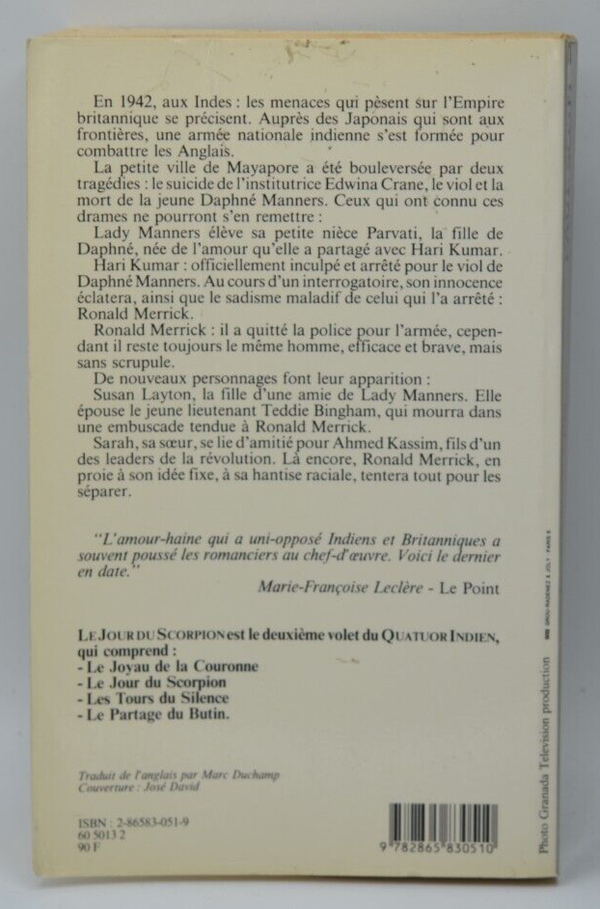 En 1942, aux Indes : les menaces qui pèsent sur l'Empire
britannique se précisent. Auprès des Japonais qui sont aux
frontières, une armée nationale indienne s'est formée pour
combattre les Anglais.
La petite ville de Mayapore a été bouleversée par deux
tragédies : le suicide de l'institutrice Edwina Crane, le viol et la
mort de la jeune Daphné Manners. Ceux qui ont connu ces
drames ne pourront s'en remettre :
Lady Manners élève sa petite nièce Parvati, la fille de
Daphné, née de l'amour qu'elle a partagé avec Hari Kumar.
Hari Kumar : officiellement inculpé et arrêté pour le viol de
Daphné Manners. Au cours d'un interrogatoire, son innocence
éclatera, ainsi que le sadisme maladif de celui qui l'a arrêté :
Ronald Merrick.
Ronald Merrick : il a quitté la police pour l'armée, cepen-
dant il reste toujours le même homme, efficace et brave, mais
sans scrupule.
De nouveaux personnages font leur apparition :
Susan Layton, la fille d'une amie de Lady Manners. Elle
épouse le jeune lieutenant Teddie Bingham, qui mourra dans
une embuscade tendue à Ronald Merrick.
Sarah, sa sœur, se lie d'amitié pour Ahmed Kassim, fils d'un
des leaders de la révolution. Là encore, Ronald Merrick, en
proie à son idée fixe, à sa hantise raciale, tentera tout pour les
séparer.
"L'amour-haine qui a uni-opposé Indiens et Britanniques a
souvent poussé les romanciers au chef-d'œuvre. Voici le dernier
en date."
Marie-Françoise Leclère - Le Point
LE JOUR DU SCORPION est le deuxième volet du QUATUOR INDIEN,
qui comprend :
- Le Joyau de la Couronne
- Le Jour du Scorpion
- Les Tours du Silence
- Le Partage du Butin.
Traduit de l'anglais par Marc Duchamp
Couverture : José David
ISBN : 2-86583-051-9
60 5013 2
90 F
9 782865 830510
Photo Granada Television production